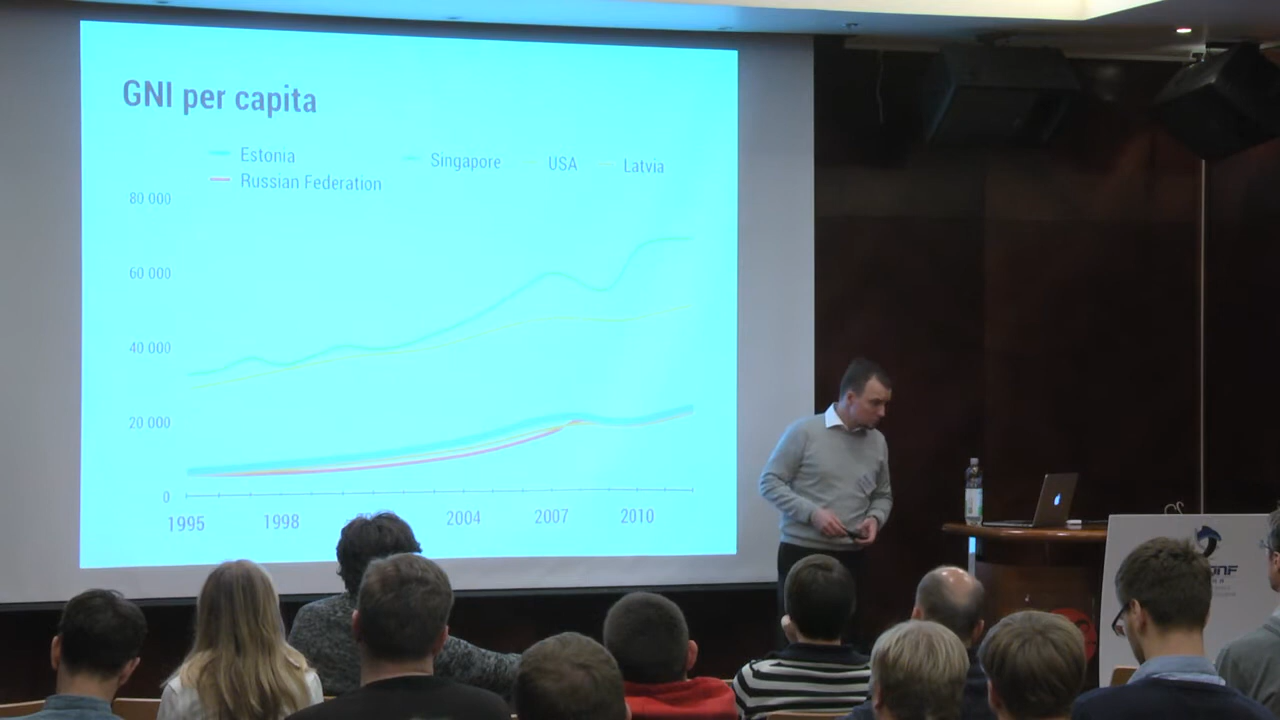 GNI per capita
Estonia
Singapore
USA
Latvia
Russian Federation
80 000
60 000
40 000
20 000
0
1995
1998
2004
2007
2010